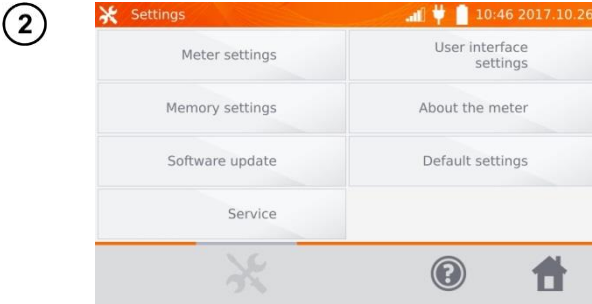 2
Settings
10:46 2017.10.26
Meter settings
User interface
settings
Memory settings
About the meter
Software update
Default settings
Service
?